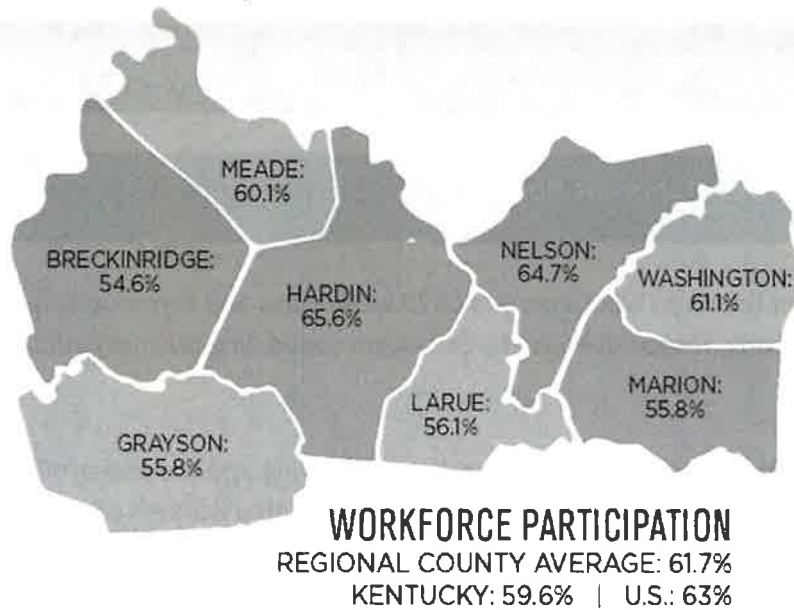 MEADE:
60.1%
BRECKINRIDGE:
54.6%
HARDIN:
65.6%
NELSON:
64.7%
WASHINGTON:
61.1%
LARUE:
56.1%
MARION:
55.8%
GRAYSON:
55.8%
WORKFORCE PARTICIPATION
REGIONAL COUNTY AVERAGE: 61.7%
KENTUCKY: 59.6% | U.S.: 63%